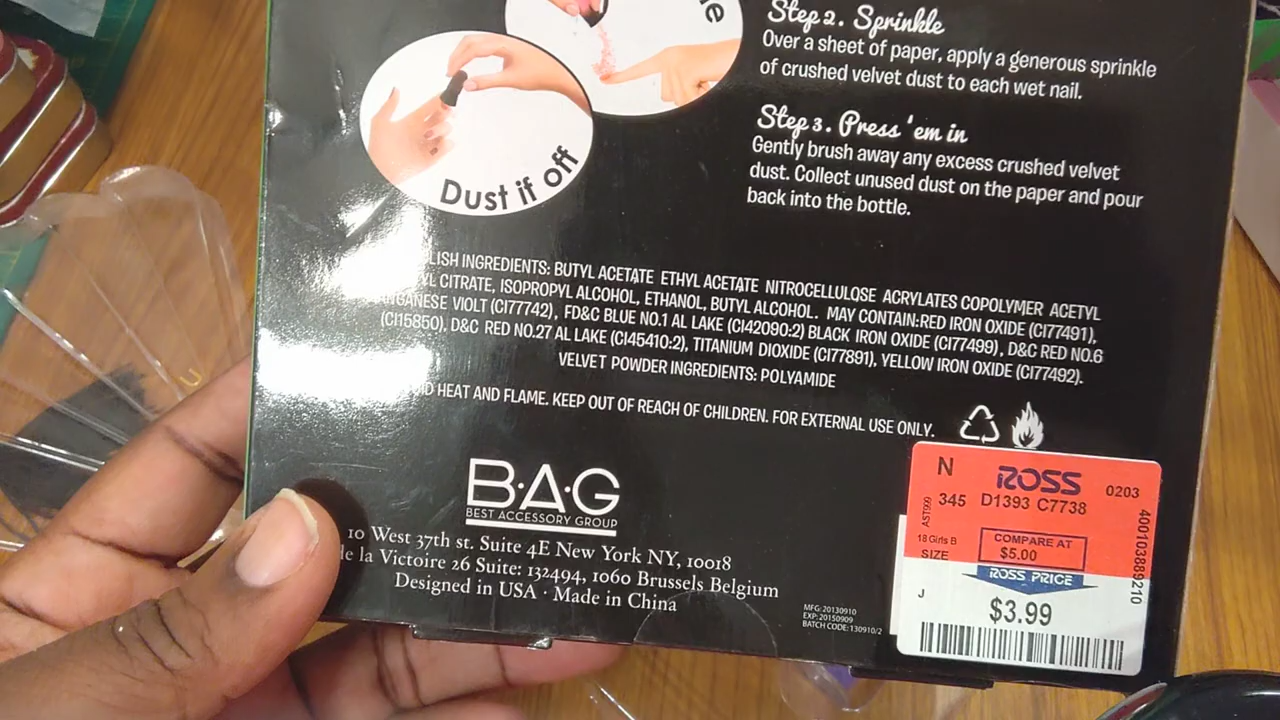 Step 2. Sprinkle
Over a sheet of paper, apply a generous sprinkle
of crushed velvet dust to each wet nail.
Step 3. Press 'em in
Gently brush away any excess crushed velvet
dust. Collect unused dust on the paper and pour
back into the bottle.
Dust if off
INGREDIENTS: BUTYL ACETATE ETHYL ACETATE NITROCELLULOSE ACRYLATES COPOLYMER ACETYL
CITRATE, ISOPROPYL ALCOHOL, ETHANOL, BUTYL ALCOHOL. MAY CONTAIN:RED IRON OXIDE (CI77491),
VIOLT (CI77742), FD&C BLUE NO.1 AL LAKE (CI42090:2) BLACK IRON OXIDE (CI77499), D&C RED NO.6
(CI15850), D&C RED NO.27 AL LAKE (CI45410:2), TITANIUM DIOXIDE (CI77891), YELLOW IRON OXIDE (CI77492).
VELVET POWDER INGREDIENTS: POLYAMIDE
HEAT AND FLAME. KEEP OUT OF REACH OF CHILDREN. FOR EXTERNAL USE ONLY.
B·A·G
BEST ACCESSORY GROUP
10 West 37th st. Suite 4E New York NY, 10018
de la Victoire 26 Suite: 132494, 1060 Brussels Belgium
Designed in USA · Made in China
MFG: 20130910
EXP: 20150909
BATCH CODE: 130910/2
N ROSS 0203
345 D1393 C7738
18 Girls B
SIZE
COMPARE AT
$5.00
ROSS PRICE
J
$3.99
400103889210